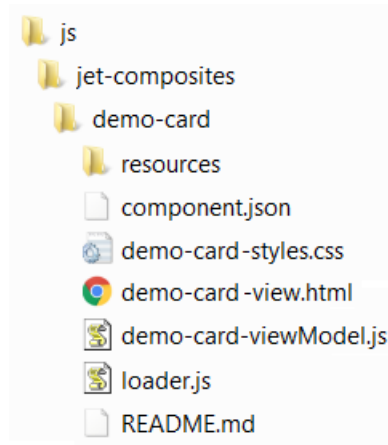 js
jet-composites
demo-card
resources
component.json
demo-card-styles.css
demo-card-view.html
demo-card-viewModel.js
loader.js
README.md